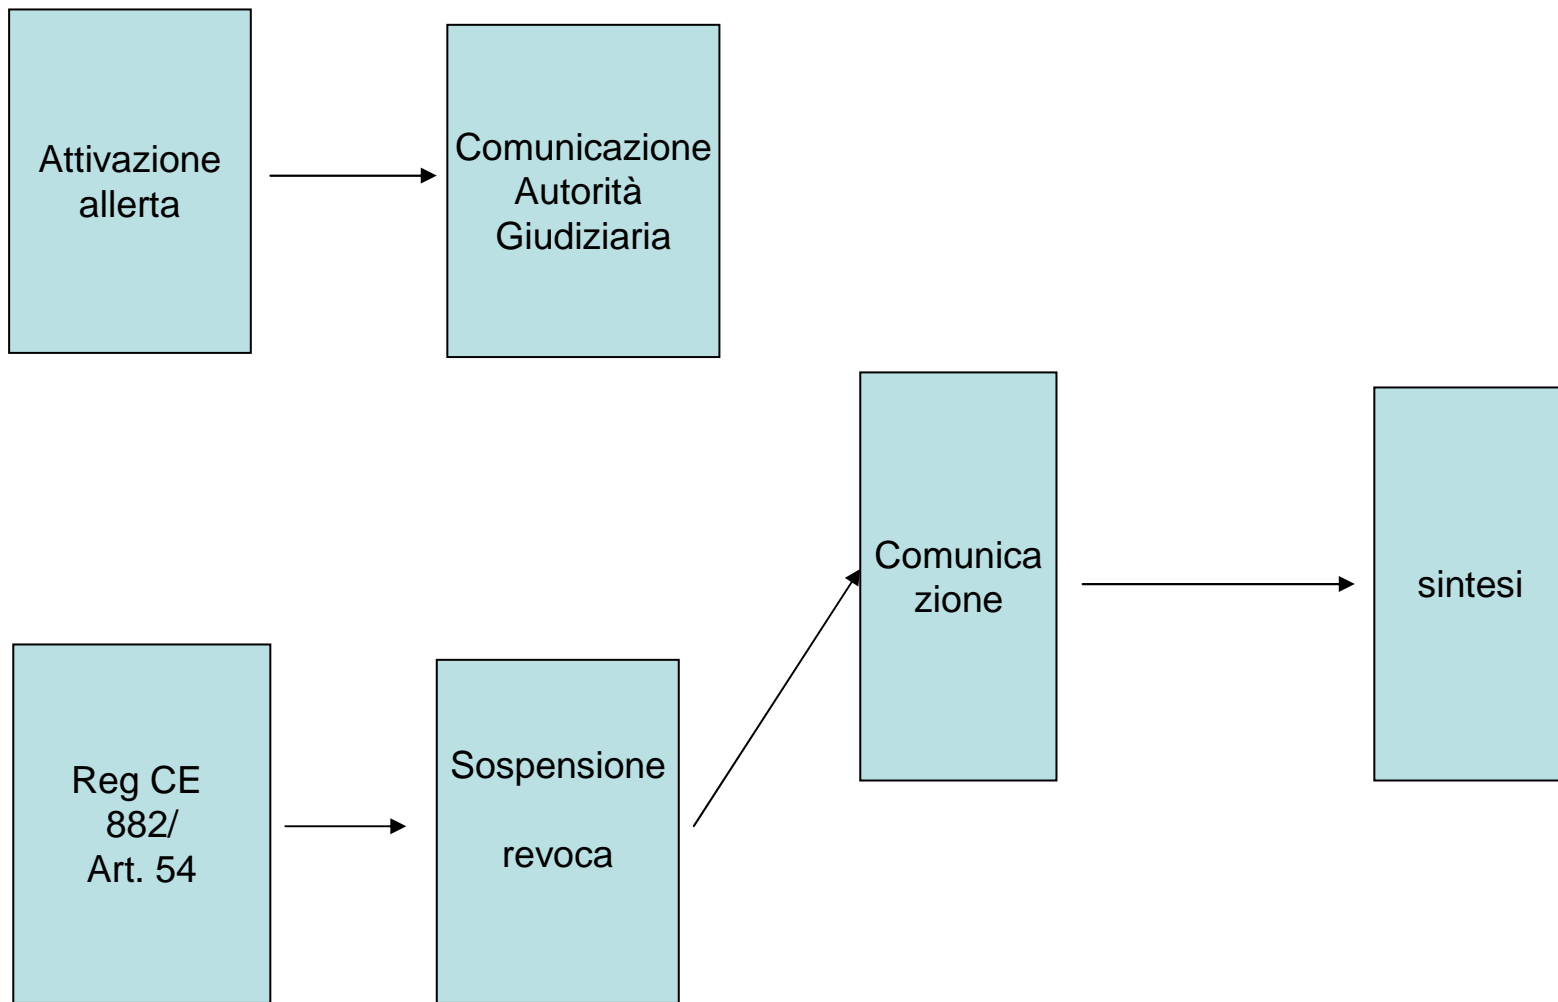 Attivazione
allerta
Comunicazione
Autorità
Giudiziaria
Comunica
zione
sintesi
Reg CE
882/
Art. 54
Sospensione
revoca